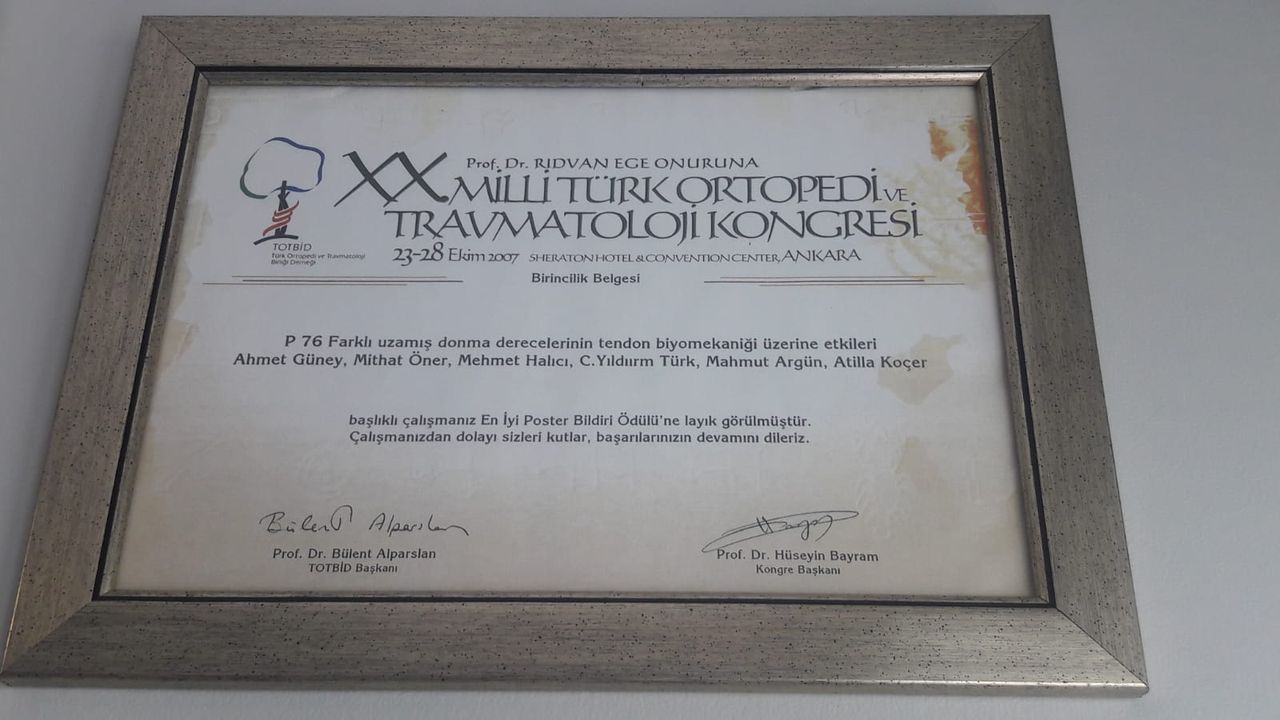 Prof. Dr. RIDVAN EGE ONURUNA
XX. MİLLİ TÜRK ORTOPEDİ VE
TRAVMATOLOJİ KONGRESİ
23-28 Ekim 2007 SHERATON HOTEL & CONVENTION CENTER, ANKARA
TOTBİD
Türk Ortopedi ve Travmatoloji
Birliği Derneği
Birincilik Belgesi
P 76 Farklı uzamış donma derecelerinin tendon biyomekaniği üzerine etkileri
Ahmet Güney, Mithat Öner, Mehmet Halıcı, C.Yıldıırm Türk, Mahmut Argün, Atilla Koçer
başlıklı çalışmanız En İyi Poster Bildiri Ödülü'ne layık görülmüştür.
Çalışmanızdan dolayı sizleri kutlar, başarılarınızın devamını dileriz.
Bülent Alparslan
Prof. Dr. Bülent Alparslan
TOTBİD Başkanı
Prof. Dr. Hüseyin Bayram
Kongre Başkanı